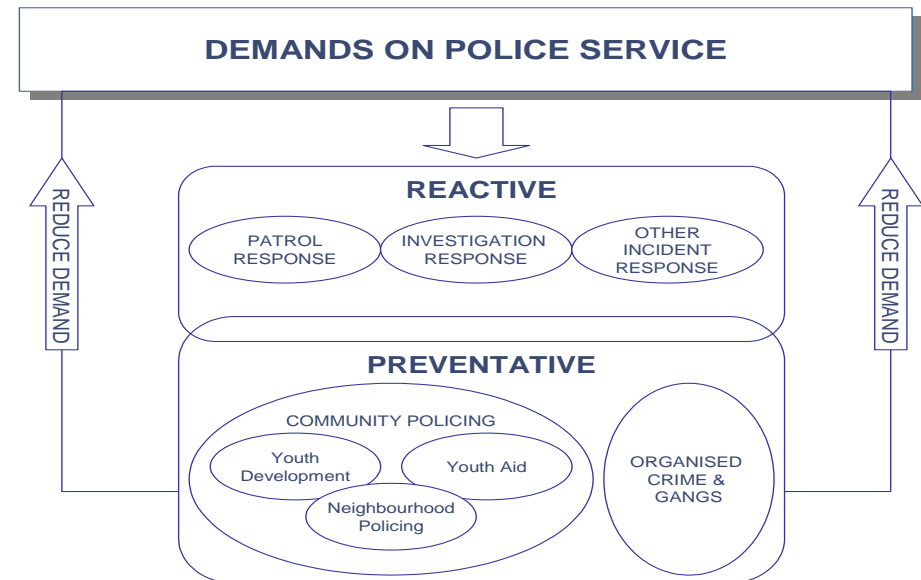 DEMANDS ON POLICE SERVICE
REDUCE DEMAND
REACTIVE
PATROL
RESPONSE
INVESTIGATION
RESPONSE
OTHER
INCIDENT
RESPONSE
REDUCE DEMAND
PREVENTATIVE
COMMUNITY POLICING
Youth
Development
Youth Aid
Neighbourhood
Policing
ORGANISED
CRIME &
GANGS